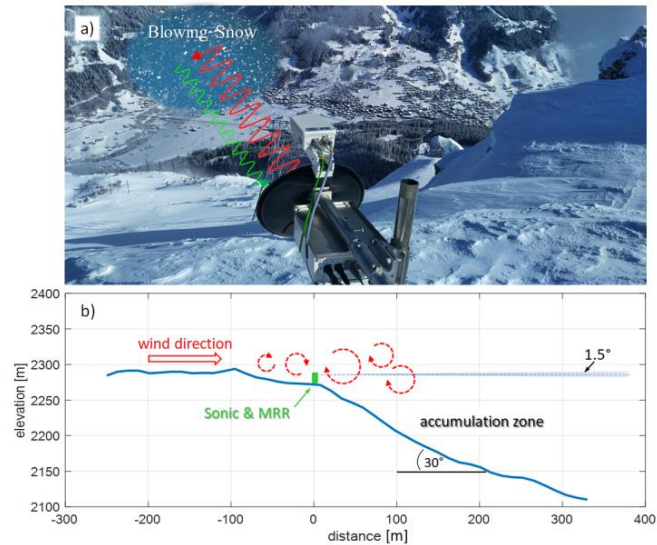 a)
Blowing-Snow
b)
2400
2350
2300
2250
2200
2150
2100
elevation [m]
wind direction
1.5°
Sonic & MRR
accumulation zone
30°
-300
-200
-100
0
100
200
300
400
distance [m]